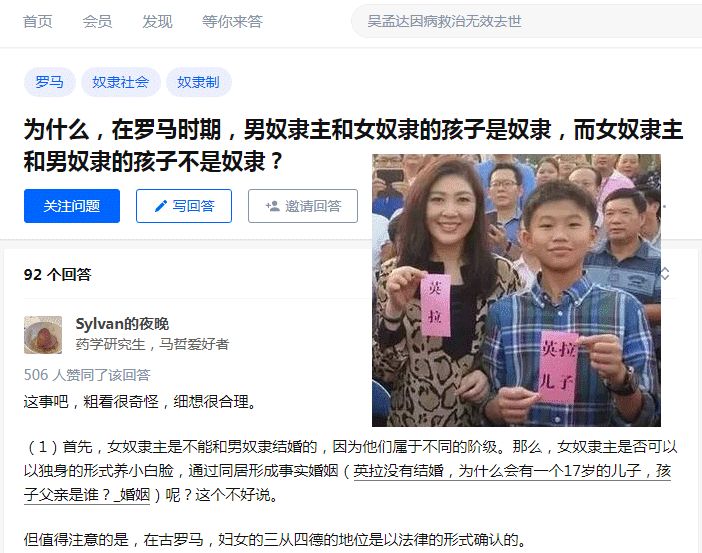 首页 会员 发现 等你来答 吴孟达因病救治无效去世
罗马 奴隶社会 奴隶制
为什么，在罗马时期，男奴隶主和女奴隶的孩子是奴隶，而女奴隶主
和男奴隶的孩子不是奴隶？
关注问题 写回答 邀请回答
92 个回答
Sylvan的夜晚
药学研究生，马哲爱好者
506 人赞同了该回答
这事吧，粗看很奇怪，细想很合理。
（1）首先，女奴隶主是不能和男奴隶结婚的，因为他们属于不同的阶级。那么，女奴隶主是否可以
以独身的形式养小白脸，通过同居形成事实婚姻（英拉没有结婚，为什么会有一个17岁的儿子，孩
子父亲是谁？_婚姻）呢？这个不好说。
但值得注意的是，在古罗马，妇女的三从四德的地位是以法律的形式确认的。
英
拉
英拉
儿子